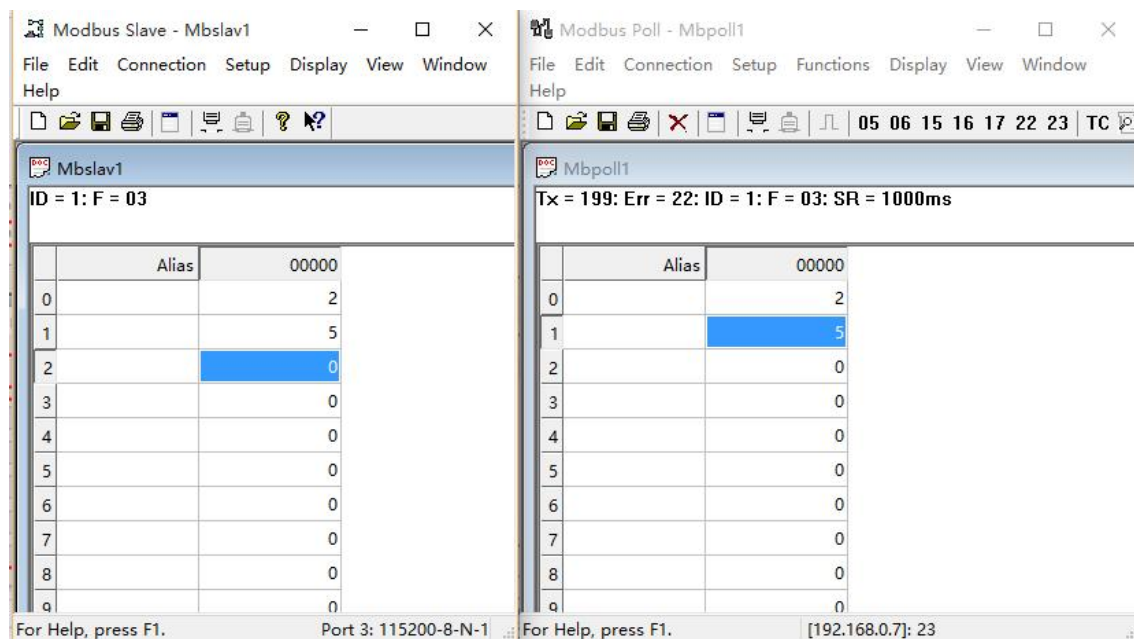 Modbus Slave - Mbslav1
File Edit Connection Setup Display View Window
Help
Mbslav1
ID = 1: F = 03
Alias 00000
0 2
1 5
2 0
3 0
4 0
5 0
6 0
7 0
8 0
9 0
For Help, press F1. Port 3: 115200-8-N-1
Modbus Poll - Mbpoll1
File Edit Connection Setup Functions Display View Window
Help
05 06 15 16 17 22 23 TC
Mbpoll1
Tx = 199: Err = 22: ID = 1: F = 03: SR = 1000ms
Alias 00000
0 2
1 5
2 0
3 0
4 0
5 0
6 0
7 0
8 0
9 0
For Help, press F1. [192.168.0.7]: 23